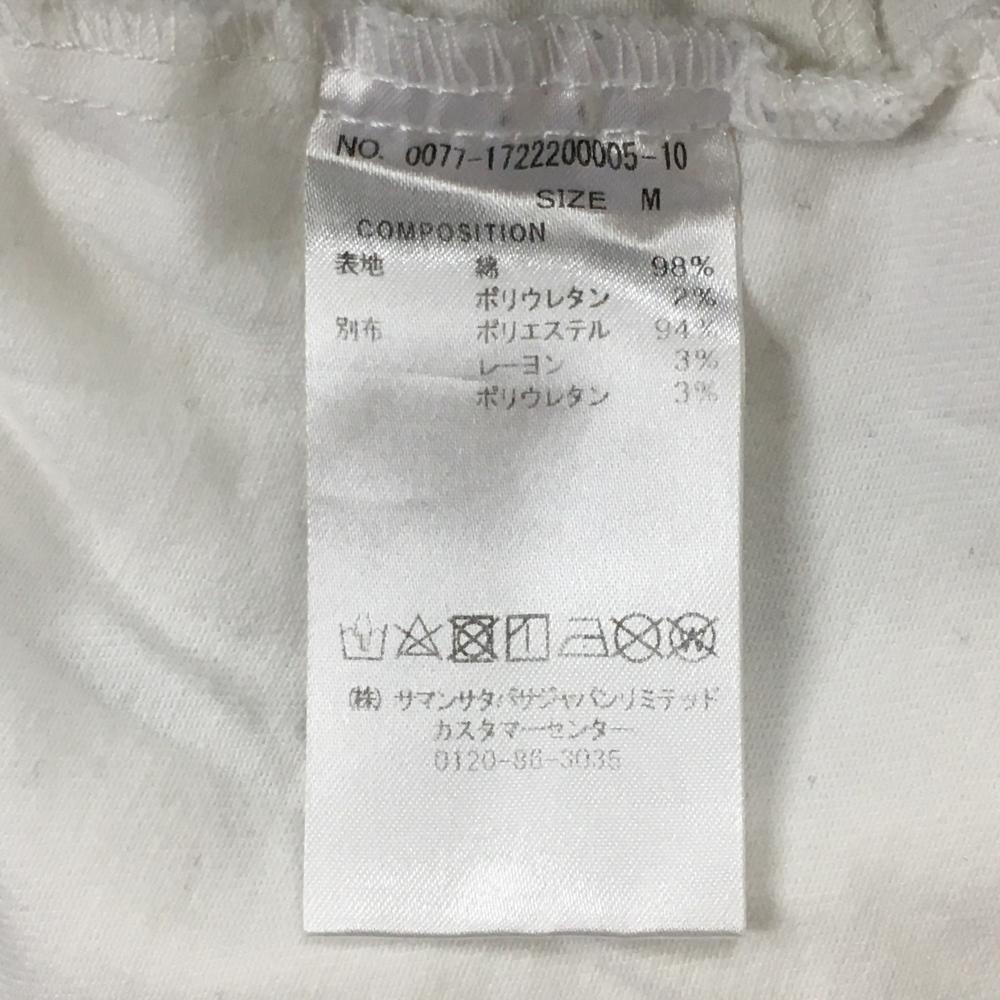 NO. 0077-1722200005-10
SIZE M
COMPOSITION
表地 綿 98%
ポリウレタン 2%
別布 ポリエステル 94%
レーヨン 3%
ポリウレタン 3%
(株) サマンサタバサジャパンリミテッド
カスタマーセンター
0120-86-3035